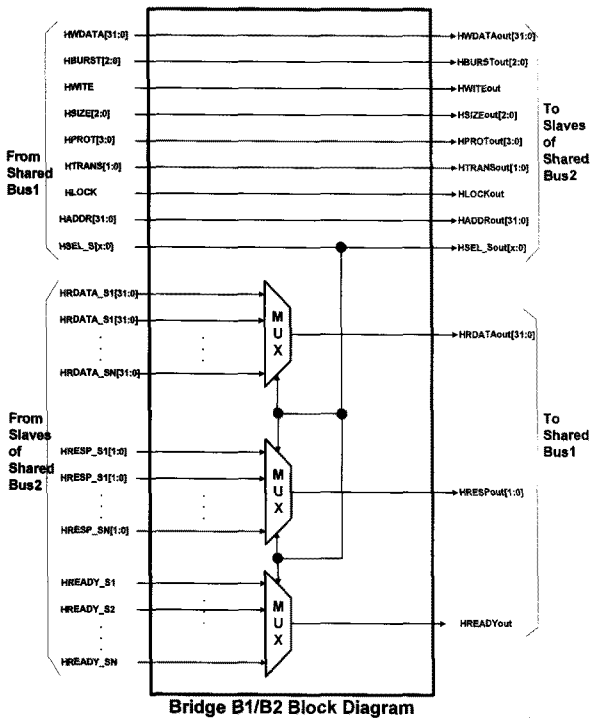 HWDATA[31:0]
HWDATAout[31:0]
HBURST[2:0]
HBURSTout[2:0]
HWITE
HWITEout
HSIZE[2:0]
HSIZEout[2:0]
HPROT[3:0]
HPROTout[3:0]
HTRANS[1:0]
HTRANSout[1:0]
HLOCK
HLOCKout
HADDR[31:0]
HADDRout[31:0]
HSEL_S[x:0]
HSEL_Sout[x:0]
From
Shared
Bus1
To
Slaves
of
Shared
Bus2
HRDATA_S1[31:0]
HRDATA_S1[31:0]
HRDATA_SN[31:0]
MUX
HRDATAout[31:0]
From
Slaves
of
Shared
Bus2
HRESP_S1[1:0]
HRESP_S1[1:0]
HRESP_SN[1:0]
MUX
HRESPout[1:0]
To
Shared
Bus1
HREADY_S1
HREADY_S2
HREADY_SN
MUX
HREADYout
Bridge B1/B2 Block Diagram